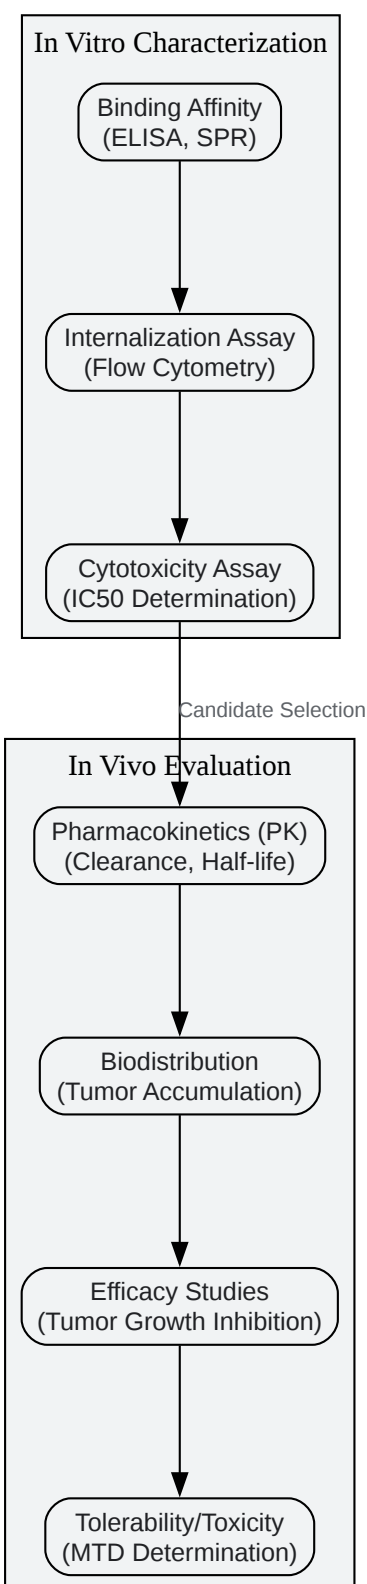 In Vitro Characterization
Binding Affinity
(ELISA, SPR)
Internalization Assay
(Flow Cytometry)
Cytotoxicity Assay
(IC50 Determination)
Candidate Selection
In Vivo Evaluation
Pharmacokinetics (PK)
(Clearance, Half-life)
Biodistribution
(Tumor Accumulation)
Efficacy Studies
(Tumor Growth Inhibition)
Tolerability/Toxicity
(MTD Determination)